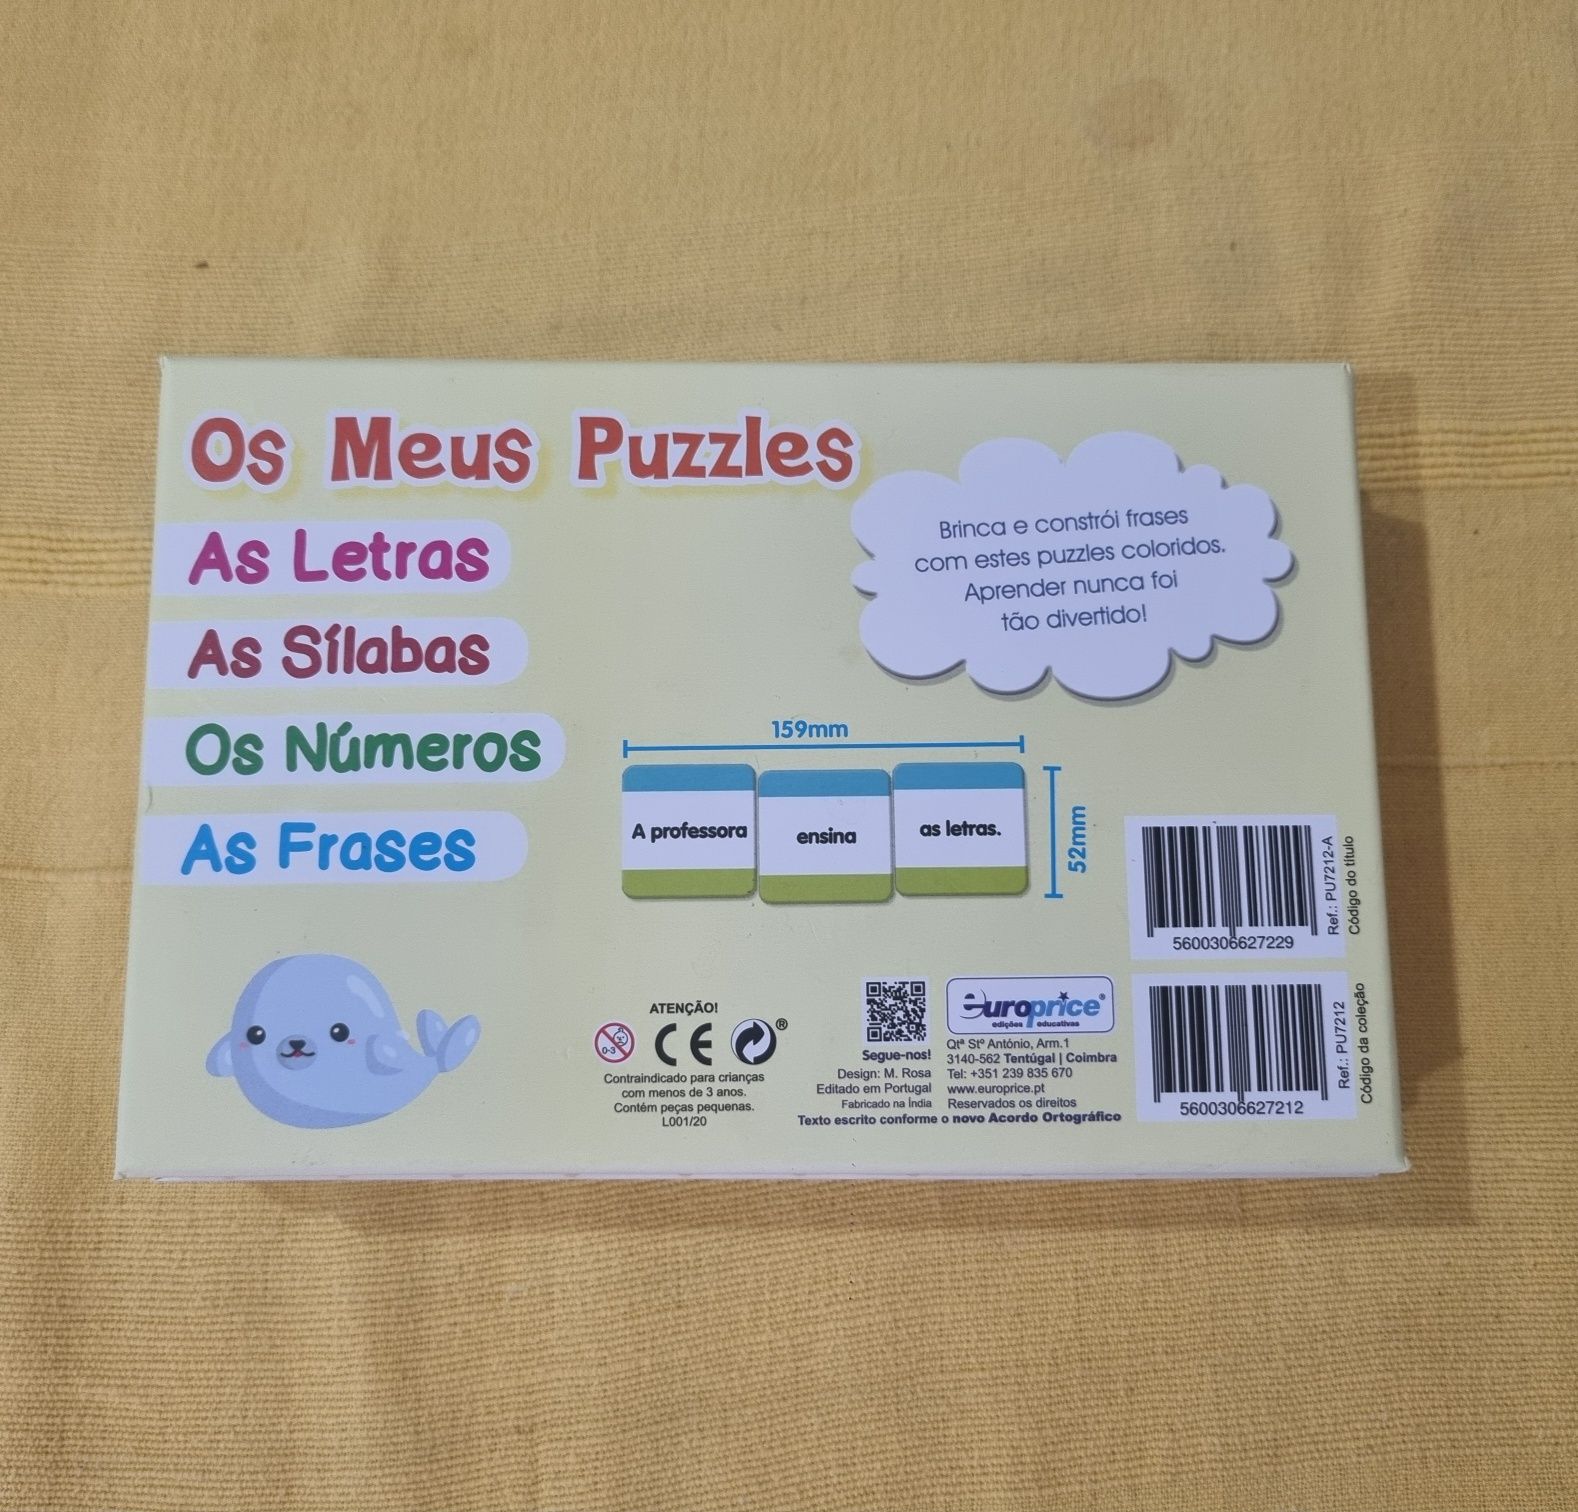 Os Meus Puzzles
As Letras
As Sílabas
Os Números
As Frases
Brinca e constrói frases
com estes puzzles coloridos.
Aprender nunca foi
tão divertido!
159mm
A professora
ensina
as letras.
52mm
ATENÇÃO!
0-3
CE
®
Contraindicado para crianças
com menos de 3 anos.
Contém peças pequenas.
L001/20
Segue-nos!
Design: M. Rosa
Editado em Portugal
Fabricado na Índia
europrice®
edições educativas
Qtª Stº António, Arm.1
3140-562 Tentúgal | Coimbra
Tel: +351 239 835 670
www.europrice.pt
Reservados os direitos
Texto escrito conforme o novo Acordo Ortográfico
5600306627229
Ref.: PU7212-A
Código do título
5600306627212
Ref.: PU7212
Código da coleção